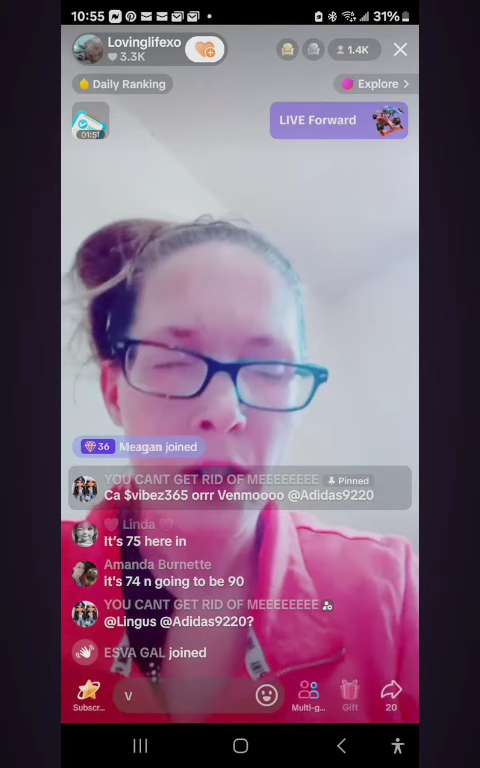 10:55
31%
Lovinglifexo
3.3K
1.4K
Daily Ranking
Explore >
01:51
LIVE Forward
36 Meagan joined
YOU CANT GET RID OF MEEEEEEEE Pinned
Ca $vibez365 orrr Venmoooo @Adidas9220
Linda
It's 75 here in
Amanda Burnette
it's 74 n going to be 90
YOU CANT GET RID OF MEEEEEEEE
@Lingus @Adidas9220?
ESVA GAL joined
V
Subscr...
Multi-g...
Gift
20